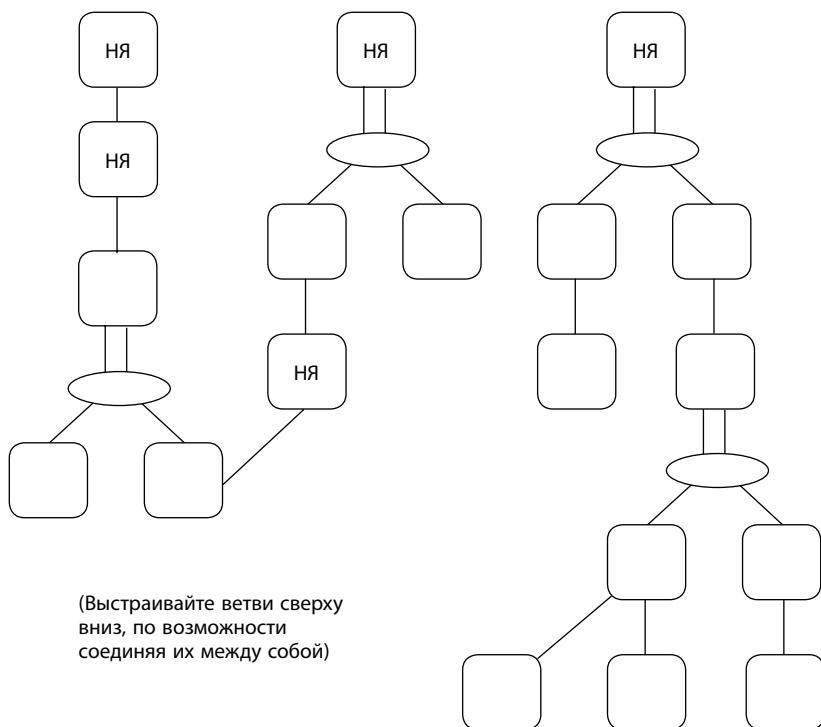 НЯ
НЯ
НЯ
НЯ
НЯ
(Выстраивайте ветви сверху
вниз, по возможности
соединяя их между собой)